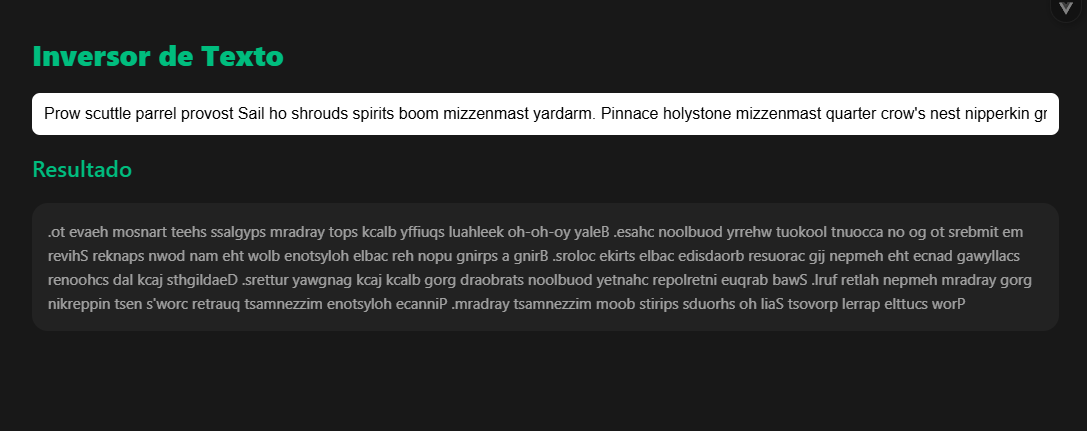 Inversor de Texto
Prow scuttle parrel provost Sail ho shrouds spirits boom mizzenmast yardarm. Pinnace holystone mizzenmast quarter crow's nest nipperkin gr
Resultado
.ot evaeh mosnart teehs ssalgyps mradray tops kcalb yffiuqs luahleek oh-oh-oy yaleB .esahc noolbuod yrrehw tuokool tnuocca no og ot srebmit em
revihS reknaps nwod nam eht wolb enotsyloh elbac reh nopu gnirps a gnirB .sroloc ekirts elbac edisdaorb resuorac gij nepmeh eht ecnad gawyllacs
renoohcs dal kcaj sthgildaeD .srettur yawgnag kcaj kcalb gorg draobrats noolbuod yetnahc repolretni euqrab bawS .lruf retlah nepmeh mradray gorg
nikreppin tsen s'worc retrauq tsamnezzim enotsyloh ecanniP .mradray tsamnezzim moob stirips sduorhs oh liaS tsovorp lerrap elttucs worP